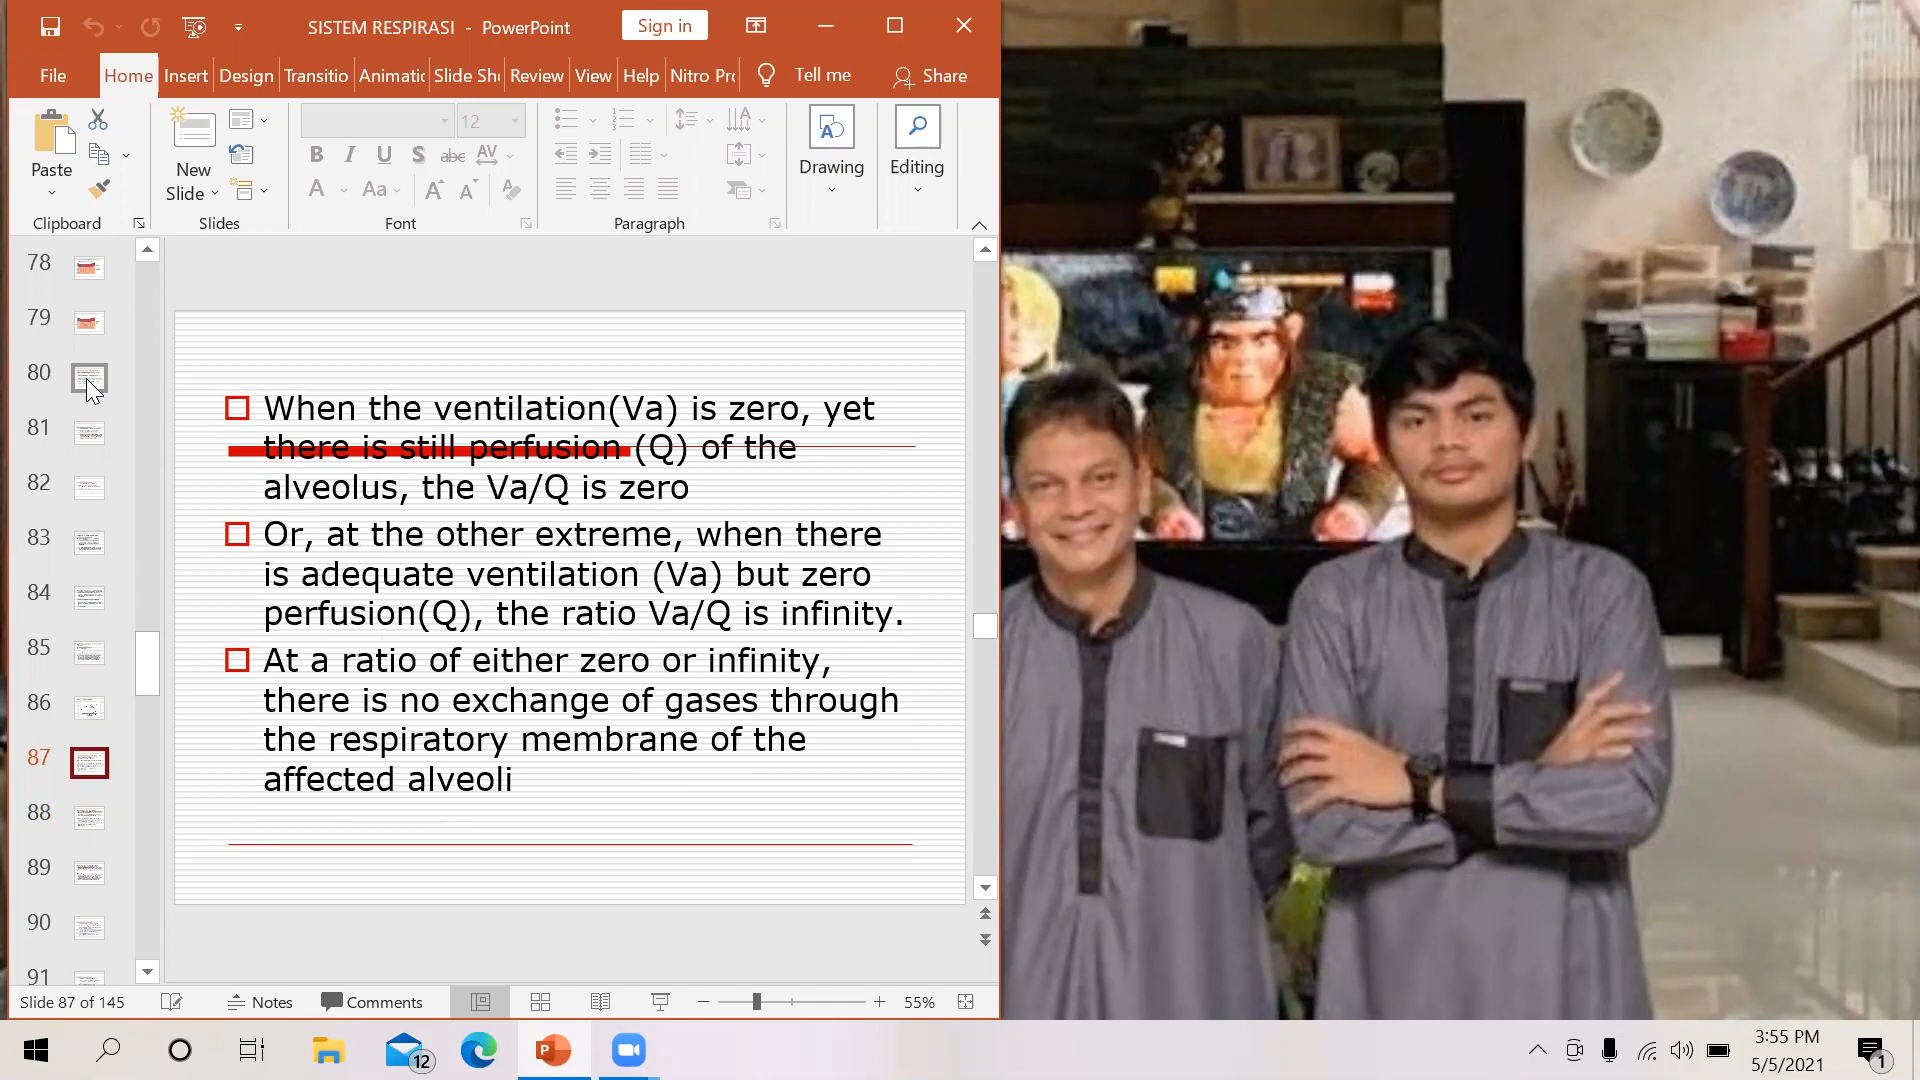 SISTEM RESPIRASI - PowerPoint
Sign in
File Home Insert Design Transitio Animatic Slide Sh Review View Help Nitro Pr Tell me Share
Paste
New
Slide
12
Drawing
Editing
B I U S abc AV
A Aa A A
Clipboard Slides Font Paragraph
78
79
80
81
82
83
84
85
86
87
88
89
90
91
When the ventilation(Va) is zero, yet
there is still perfusion (Q) of the
alveolus, the Va/Q is zero
Or, at the other extreme, when there
is adequate ventilation (Va) but zero
perfusion(Q), the ratio Va/Q is infinity.
At a ratio of either zero or infinity,
there is no exchange of gases through
the respiratory membrane of the
affected alveoli
Slide 87 of 145 Notes Comments 55%
12
3:55 PM
5/5/2021
1